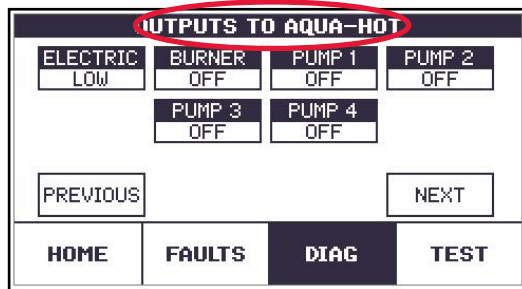 OUTPUTS TO AQUA-HOT
ELECTRIC BURNER PUMP 1 PUMP 2
LOW OFF OFF OFF
PUMP 3 PUMP 4
OFF OFF
PREVIOUS NEXT
HOME FAULTS DIAG TEST